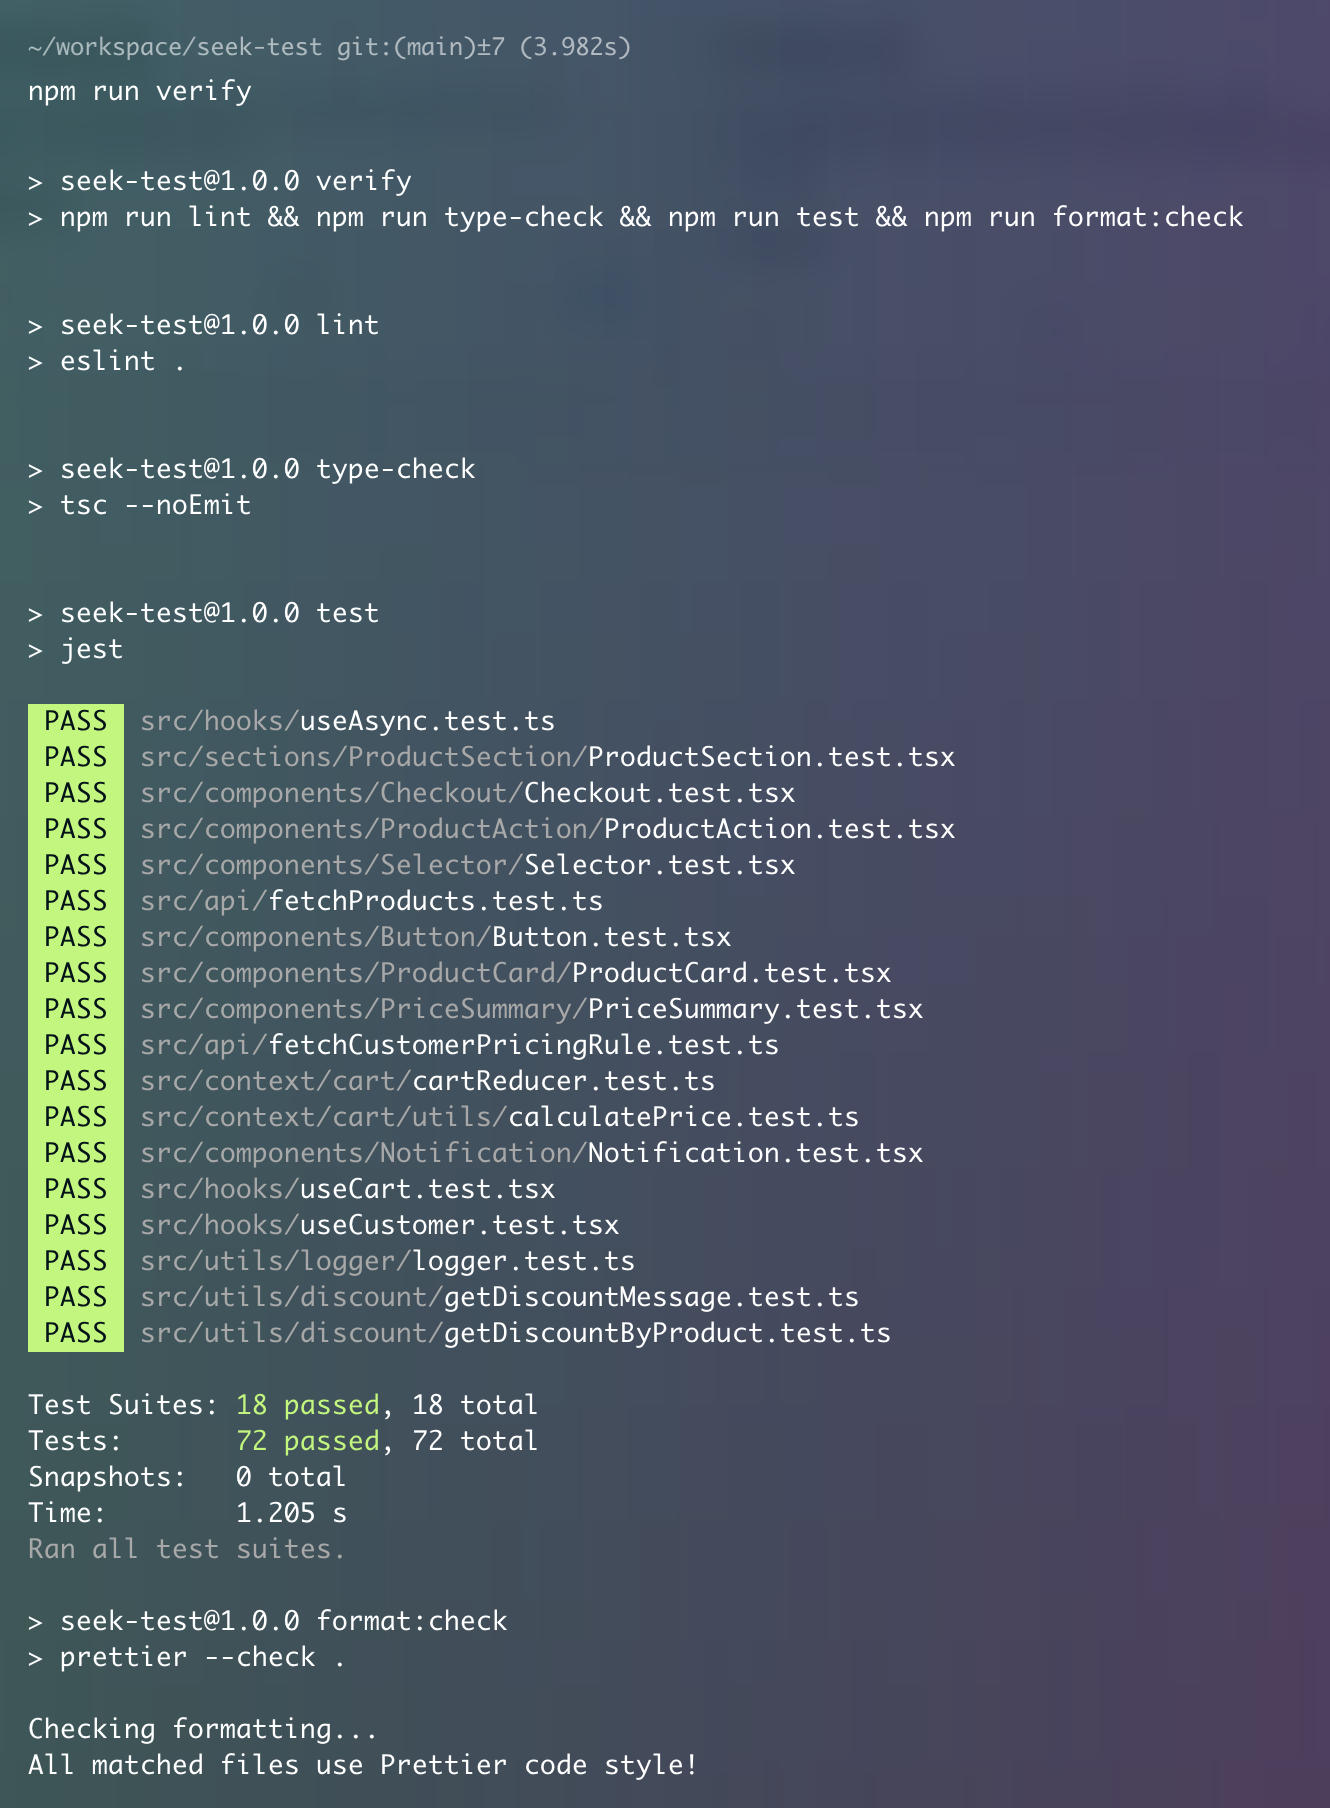 ~/workspace/seek-test git:(main)±7 (3.982s)
npm run verify
> seek-test@1.0.0 verify
> npm run lint && npm run type-check && npm run test && npm run format:check
> seek-test@1.0.0 lint
> eslint .
> seek-test@1.0.0 type-check
> tsc --noEmit
> seek-test@1.0.0 test
> jest
PASS src/hooks/useAsync.test.ts
PASS src/sections/ProductSection/ProductSection.test.tsx
PASS src/components/Checkout/Checkout.test.tsx
PASS src/components/ProductAction/ProductAction.test.tsx
PASS src/components/Selector/Selector.test.tsx
PASS src/api/fetchProducts.test.ts
PASS src/components/Button/Button.test.tsx
PASS src/components/ProductCard/ProductCard.test.tsx
PASS src/components/PriceSummary/PriceSummary.test.tsx
PASS src/api/fetchCustomerPricingRule.test.ts
PASS src/context/cart/cartReducer.test.ts
PASS src/context/cart/utils/calculatePrice.test.ts
PASS src/components/Notification/Notification.test.tsx
PASS src/hooks/useCart.test.tsx
PASS src/hooks/useCustomer.test.tsx
PASS src/utils/logger/logger.test.ts
PASS src/utils/discount/getDiscountMessage.test.ts
PASS src/utils/discount/getDiscountByProduct.test.ts
Test Suites: 18 passed, 18 total
Tests: 72 passed, 72 total
Snapshots: 0 total
Time: 1.205 s
Ran all test suites.
> seek-test@1.0.0 format:check
> prettier --check .
Checking formatting...
All matched files use Prettier code style!